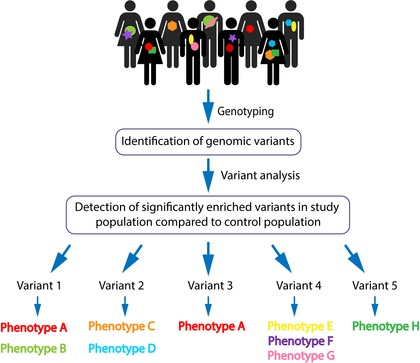 Genotyping
Identification of genomic variants
Variant analysis
Detection of significantly enriched variants in study
population compared to control population
Variant 1 Variant 2 Variant 3 Variant 4 Variant 5
Phenotype A Phenotype C Phenotype A Phenotype E Phenotype H
Phenotype F
Phenotype B Phenotype D
Phenotype G